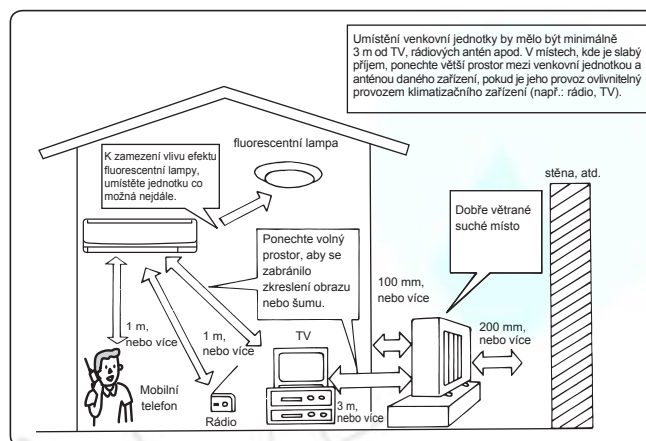 Umístění venkovní jednotky by mělo být minimálně
3 m od TV, rádiových antén apod. V místech, kde je slabý
příjem, ponechte větší prostor mezi venkovní jednotkou a
anténou daného zařízení, pokud je jeho provoz ovlivnitelný
provozem klimatizačního zařízení (např.: rádio, TV).
fluorescentní lampa
K zamezení vlivu efektu
fluorescentní lampy,
umístěte jednotku co
možná nejdále.
stěna, atd.
Dobře větrané
suché místo
Ponechte volný
prostor, aby se
zabránilo
zkreslení obrazu
nebo šumu.
100 mm,
nebo více
1 m,
nebo více
1 m,
nebo více
TV
200 mm,
nebo více
Mobilní
telefon
Rádio
3 m,
nebo více